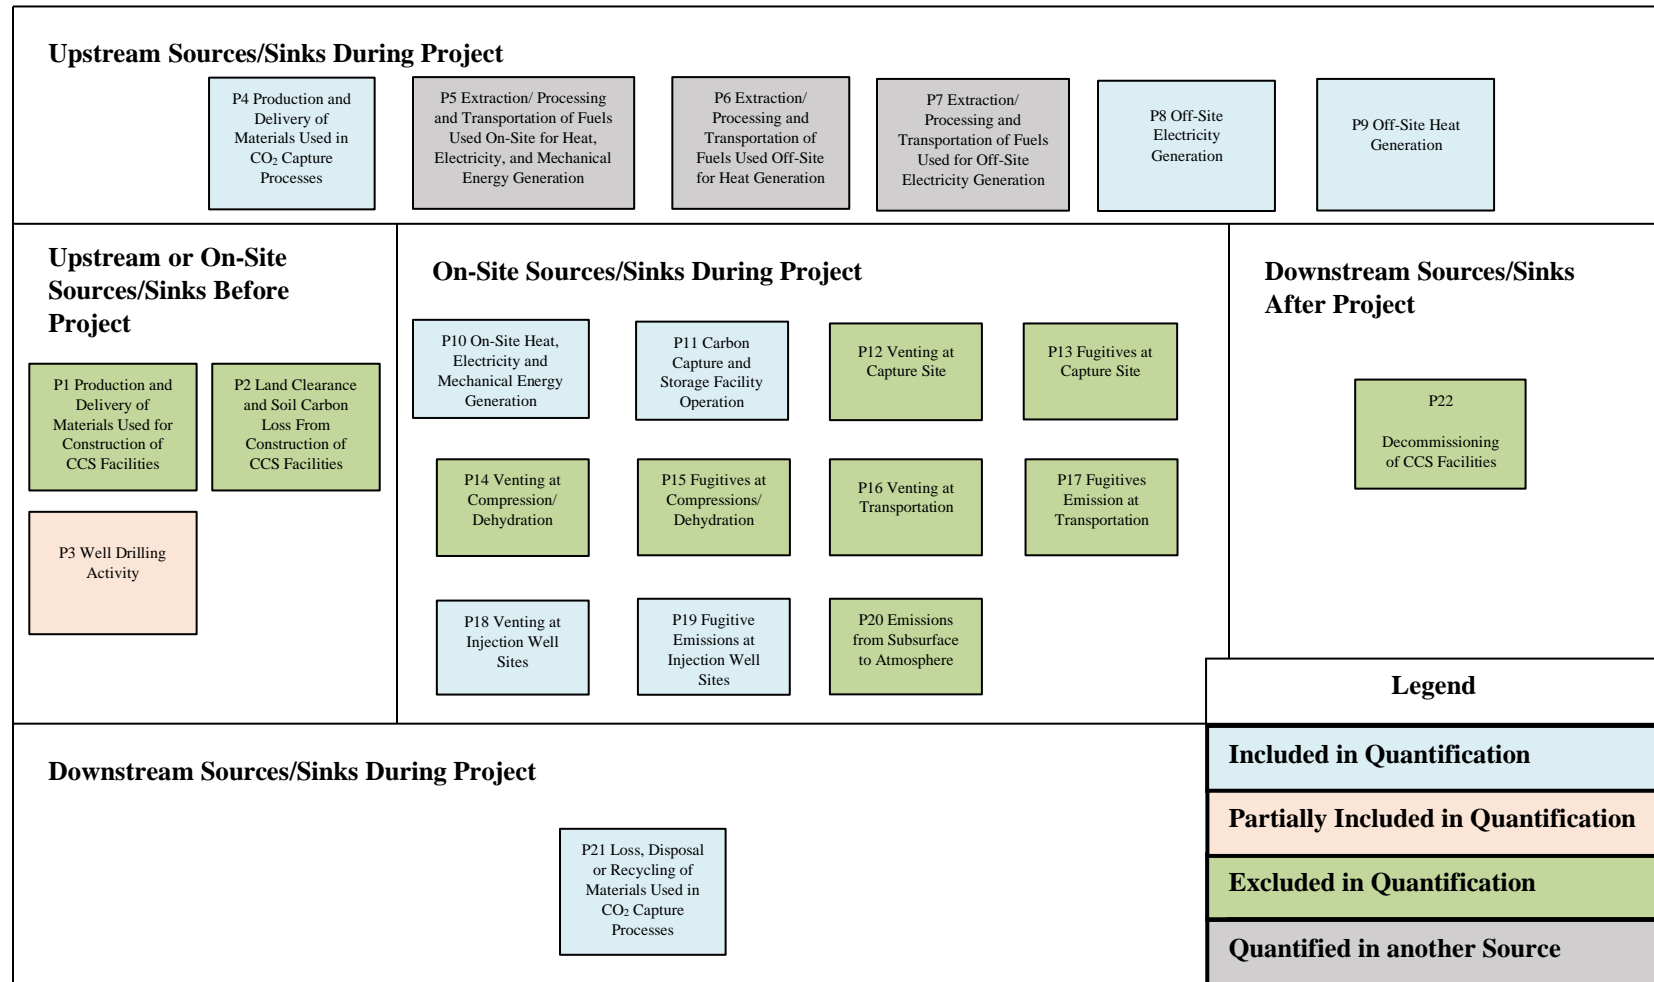 Upstream Sources/Sinks During Project
P4 Production and
Delivery of
Materials Used in
CO₂ Capture
Processes
P5 Extraction/ Processing
and Transportation of Fuels
Used On-Site for Heat,
Electricity, and Mechanical
Energy Generation
P6 Extraction/
Processing and
Transportation of
Fuels Used Off-Site
for Heat Generation
P7 Extraction/
Processing and
Transportation of Fuels
Used for Off-Site
Electricity Generation
P8 Off-Site
Electricity
Generation
P9 Off-Site Heat
Generation
Upstream or On-Site
Sources/Sinks Before
Project
P1 Production and
Delivery of
Materials Used for
Construction of
CCS Facilities
P2 Land Clearance
and Soil Carbon
Loss From
Construction of
CCS Facilities
P3 Well Drilling
Activity
On-Site Sources/Sinks During Project
P10 On-Site Heat,
Electricity and
Mechanical Energy
Generation
P11 Carbon
Capture and
Storage Facility
Operation
P12 Venting at
Capture Site
P13 Fugitives at
Capture Site
P14 Venting at
Compression/
Dehydration
P15 Fugitives at
Compressions/
Dehydration
P16 Venting at
Transportation
P17 Fugitives
Emission at
Transportation
P18 Venting at
Injection Well
Sites
P19 Fugitive
Emissions at
Injection Well
Sites
P20 Emissions
from Subsurface
to Atmosphere
Downstream Sources/Sinks
After Project
P22
Decommissioning
of CCS Facilities
Downstream Sources/Sinks During Project
P21 Loss, Disposal
or Recycling of
Materials Used in
CO₂ Capture
Processes
Legend
Included in Quantification
Partially Included in Quantification
Excluded in Quantification
Quantified in another Source